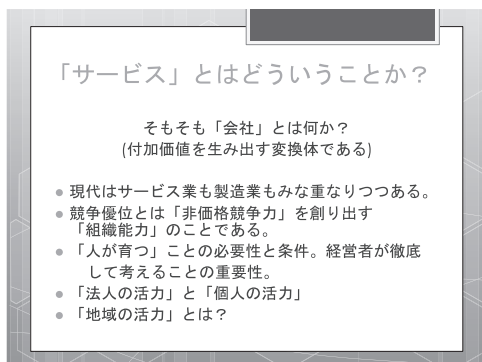 「サービス」とはどういうことか？
そもそも「会社」とは何か？
(付加価値を生み出す変換体である)
現代はサービス業も製造業もみな重なりつつある。
競争優位とは「非価格競争力」を創り出す
「組織能力」のことである。
「人が育つ」ことの必要性と条件。経営者が徹底
して考えることの重要性。
「法人の活力」と「個人の活力」
「地域の活力」とは？